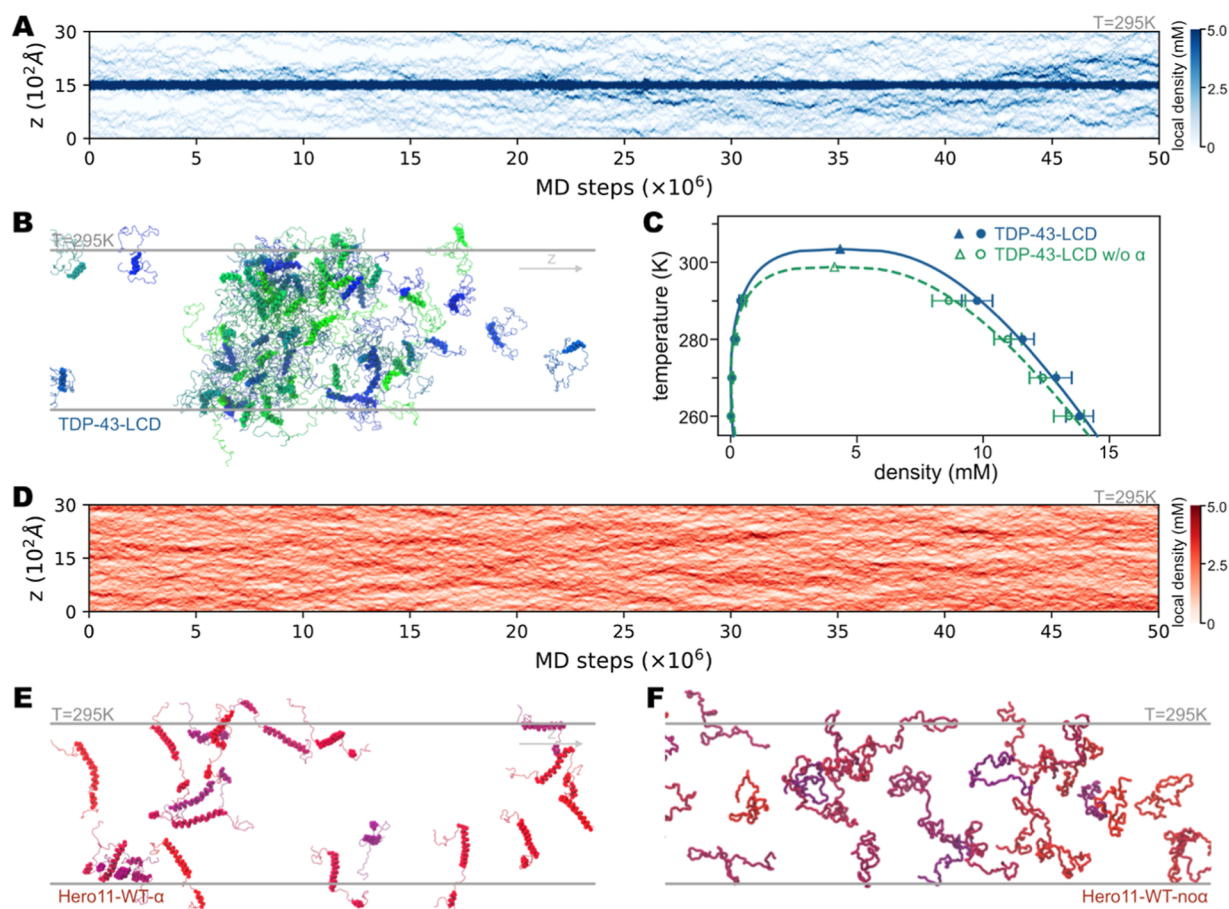 A
T=295K
z (10²Å)
30
15
0
0 5 10 15 20 25 30 35 40 45 50
MD steps (×10⁶)
local density (mM)
5.0
2.5
0
B
T=295K
z
TDP-43-LCD
C
TDP-43-LCD
TDP-43-LCD w/o α
temperature (K)
300
280
260
0 5 10 15
density (mM)
D
T=295K
z (10²Å)
30
15
0
0 5 10 15 20 25 30 35 40 45 50
MD steps (×10⁶)
local density (mM)
5.0
2.5
0
E
T=295K
z
Hero11-WT-α
F
T=295K
Hero11-WT-noα